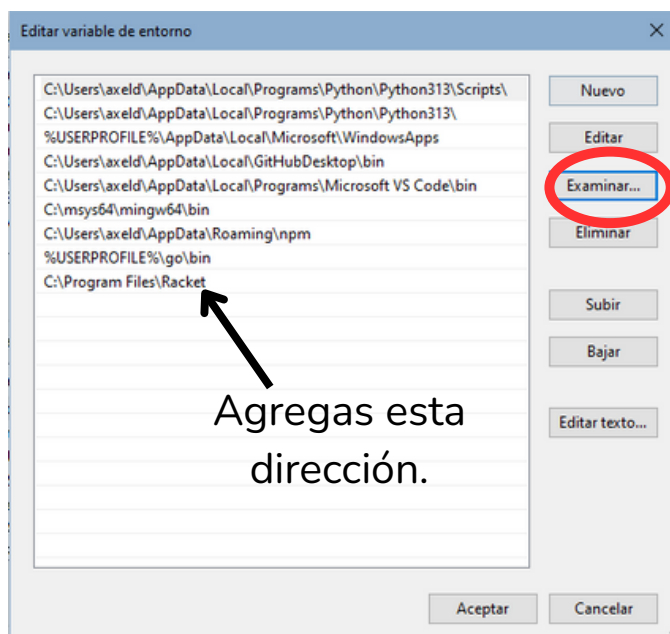 Editar variable de entorno
C:\Users\axeld\AppData\Local\Programs\Python\Python313\Scripts\
C:\Users\axeld\AppData\Local\Programs\Python\Python313\
%USERPROFILE%\AppData\Local\Microsoft\WindowsApps
C:\Users\axeld\AppData\Local\GitHubDesktop\bin
C:\Users\axeld\AppData\Local\Programs\Microsoft VS Code\bin
C:\msys64\mingw64\bin
C:\Users\axeld\AppData\Roaming\npm
%USERPROFILE%\go\bin
C:\Program Files\Racket
Agregas esta
dirección.
Nuevo
Editar
Examinar...
Eliminar
Subir
Bajar
Editar texto...
Aceptar
Cancelar